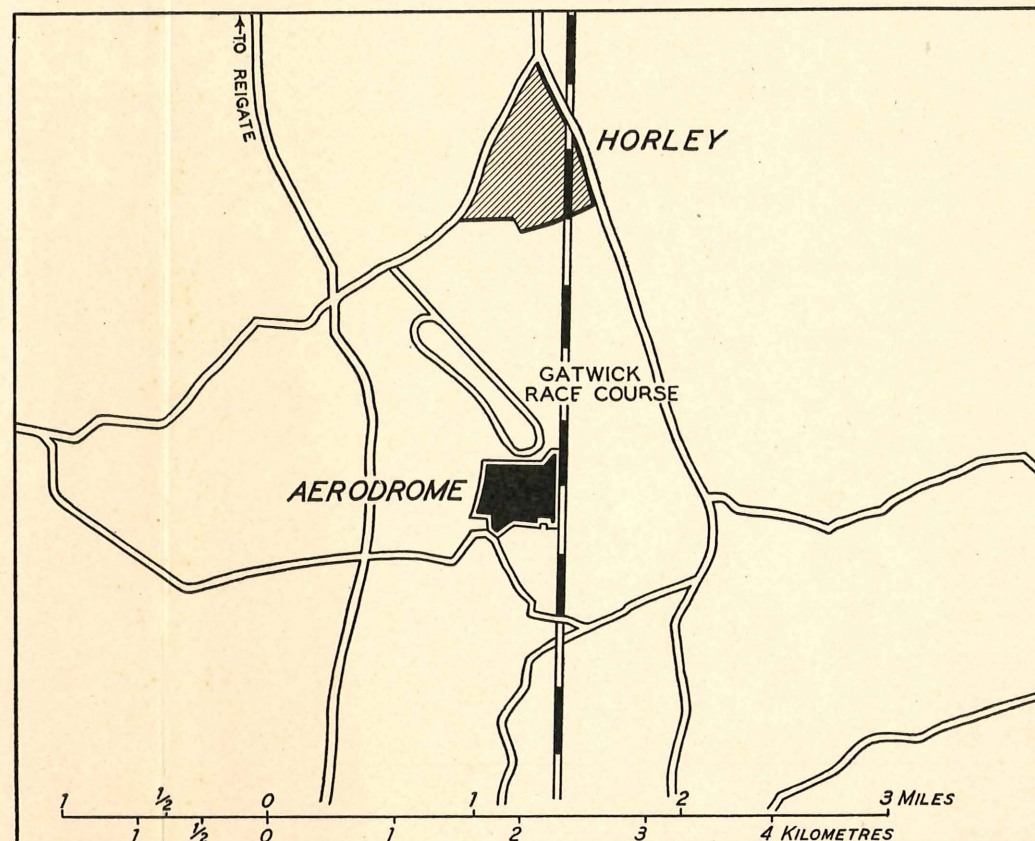 ←TO REIGATE
HORLEY
GATWICK
RACE COURSE
AERODROME
1 ½ 0 1 2 3 MILES
1 ½ 0 1 2 3 4 KILOMETRES